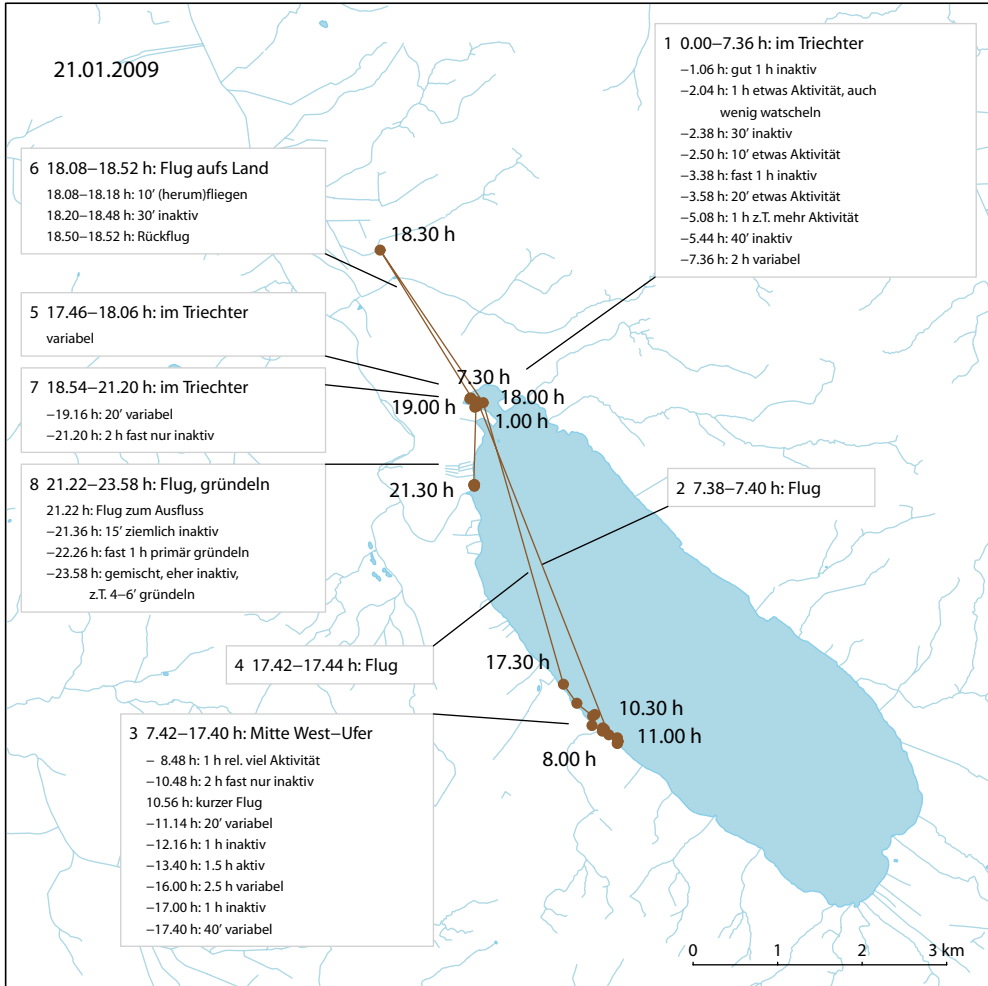 21.01.2009
1 0.00–7.36 h: im Triechter
–1.06 h: gut 1 h inaktiv
–2.04 h: 1 h etwas Aktivität, auch
wenig watscheln
–2.38 h: 30' inaktiv
–2.50 h: 10' etwas Aktivität
–3.38 h: fast 1 h inaktiv
–3.58 h: 20' etwas Aktivität
–5.08 h: 1 h z.T. mehr Aktivität
–5.44 h: 40' inaktiv
–7.36 h: 2 h variabel
6 18.08–18.52 h: Flug aufs Land
18.08–18.18 h: 10' (herum)fliegen
18.20–18.48 h: 30' inaktiv
18.50–18.52 h: Rückflug
18.30 h
5 17.46–18.06 h: im Triechter
variabel
7 18.54–21.20 h: im Triechter
–19.16 h: 20' variabel
–21.20 h: 2 h fast nur inaktiv
7.30 h
19.00 h
18.00 h
1.00 h
8 21.22–23.58 h: Flug, gründeln
21.22 h: Flug zum Ausfluss
–21.36 h: 15' ziemlich inaktiv
–22.26 h: fast 1 h primär gründeln
–23.58 h: gemischt, eher inaktiv,
z.T. 4–6' gründeln
21.30 h
2 7.38–7.40 h: Flug
4 17.42–17.44 h: Flug
17.30 h
10.30 h
11.00 h
8.00 h
3 7.42–17.40 h: Mitte West–Ufer
– 8.48 h: 1 h rel. viel Aktivität
–10.48 h: 2 h fast nur inaktiv
10.56 h: kurzer Flug
–11.14 h: 20' variabel
–12.16 h: 1 h inaktiv
–13.40 h: 1.5 h aktiv
–16.00 h: 2.5 h variabel
–17.00 h: 1 h inaktiv
–17.40 h: 40' variabel
0 1 2 3 km